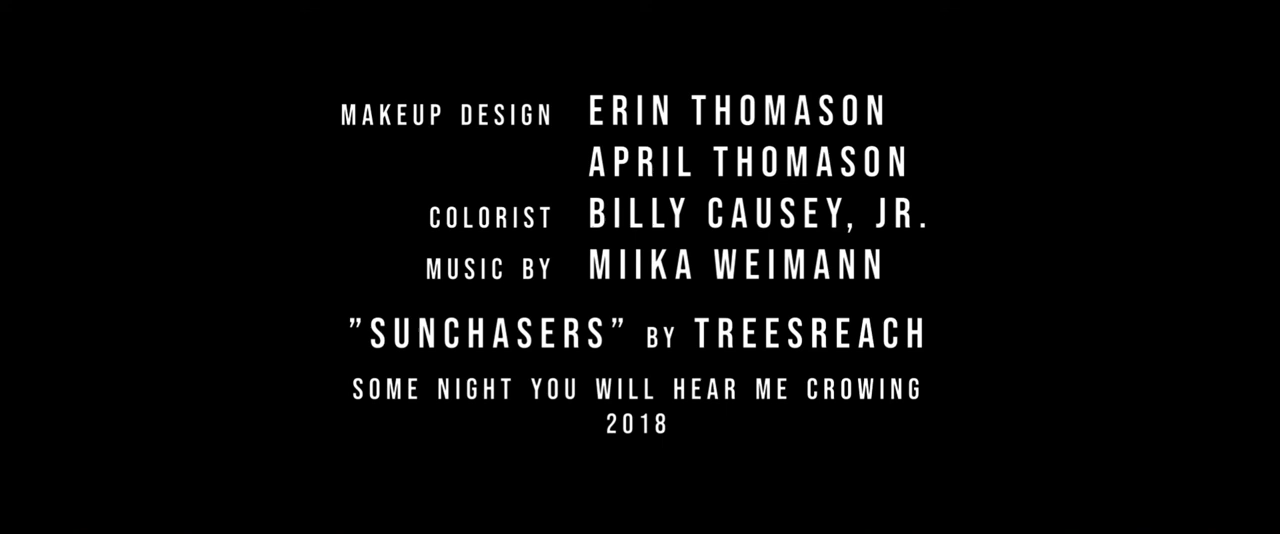 MAKEUP DESIGN ERIN THOMASON
APRIL THOMASON
COLORIST BILLY CAUSEY, JR.
MUSIC BY MIIKA WEIMANN
”SUNCHASERS” BY TREESREACH
SOME NIGHT YOU WILL HEAR ME CROWING
2018